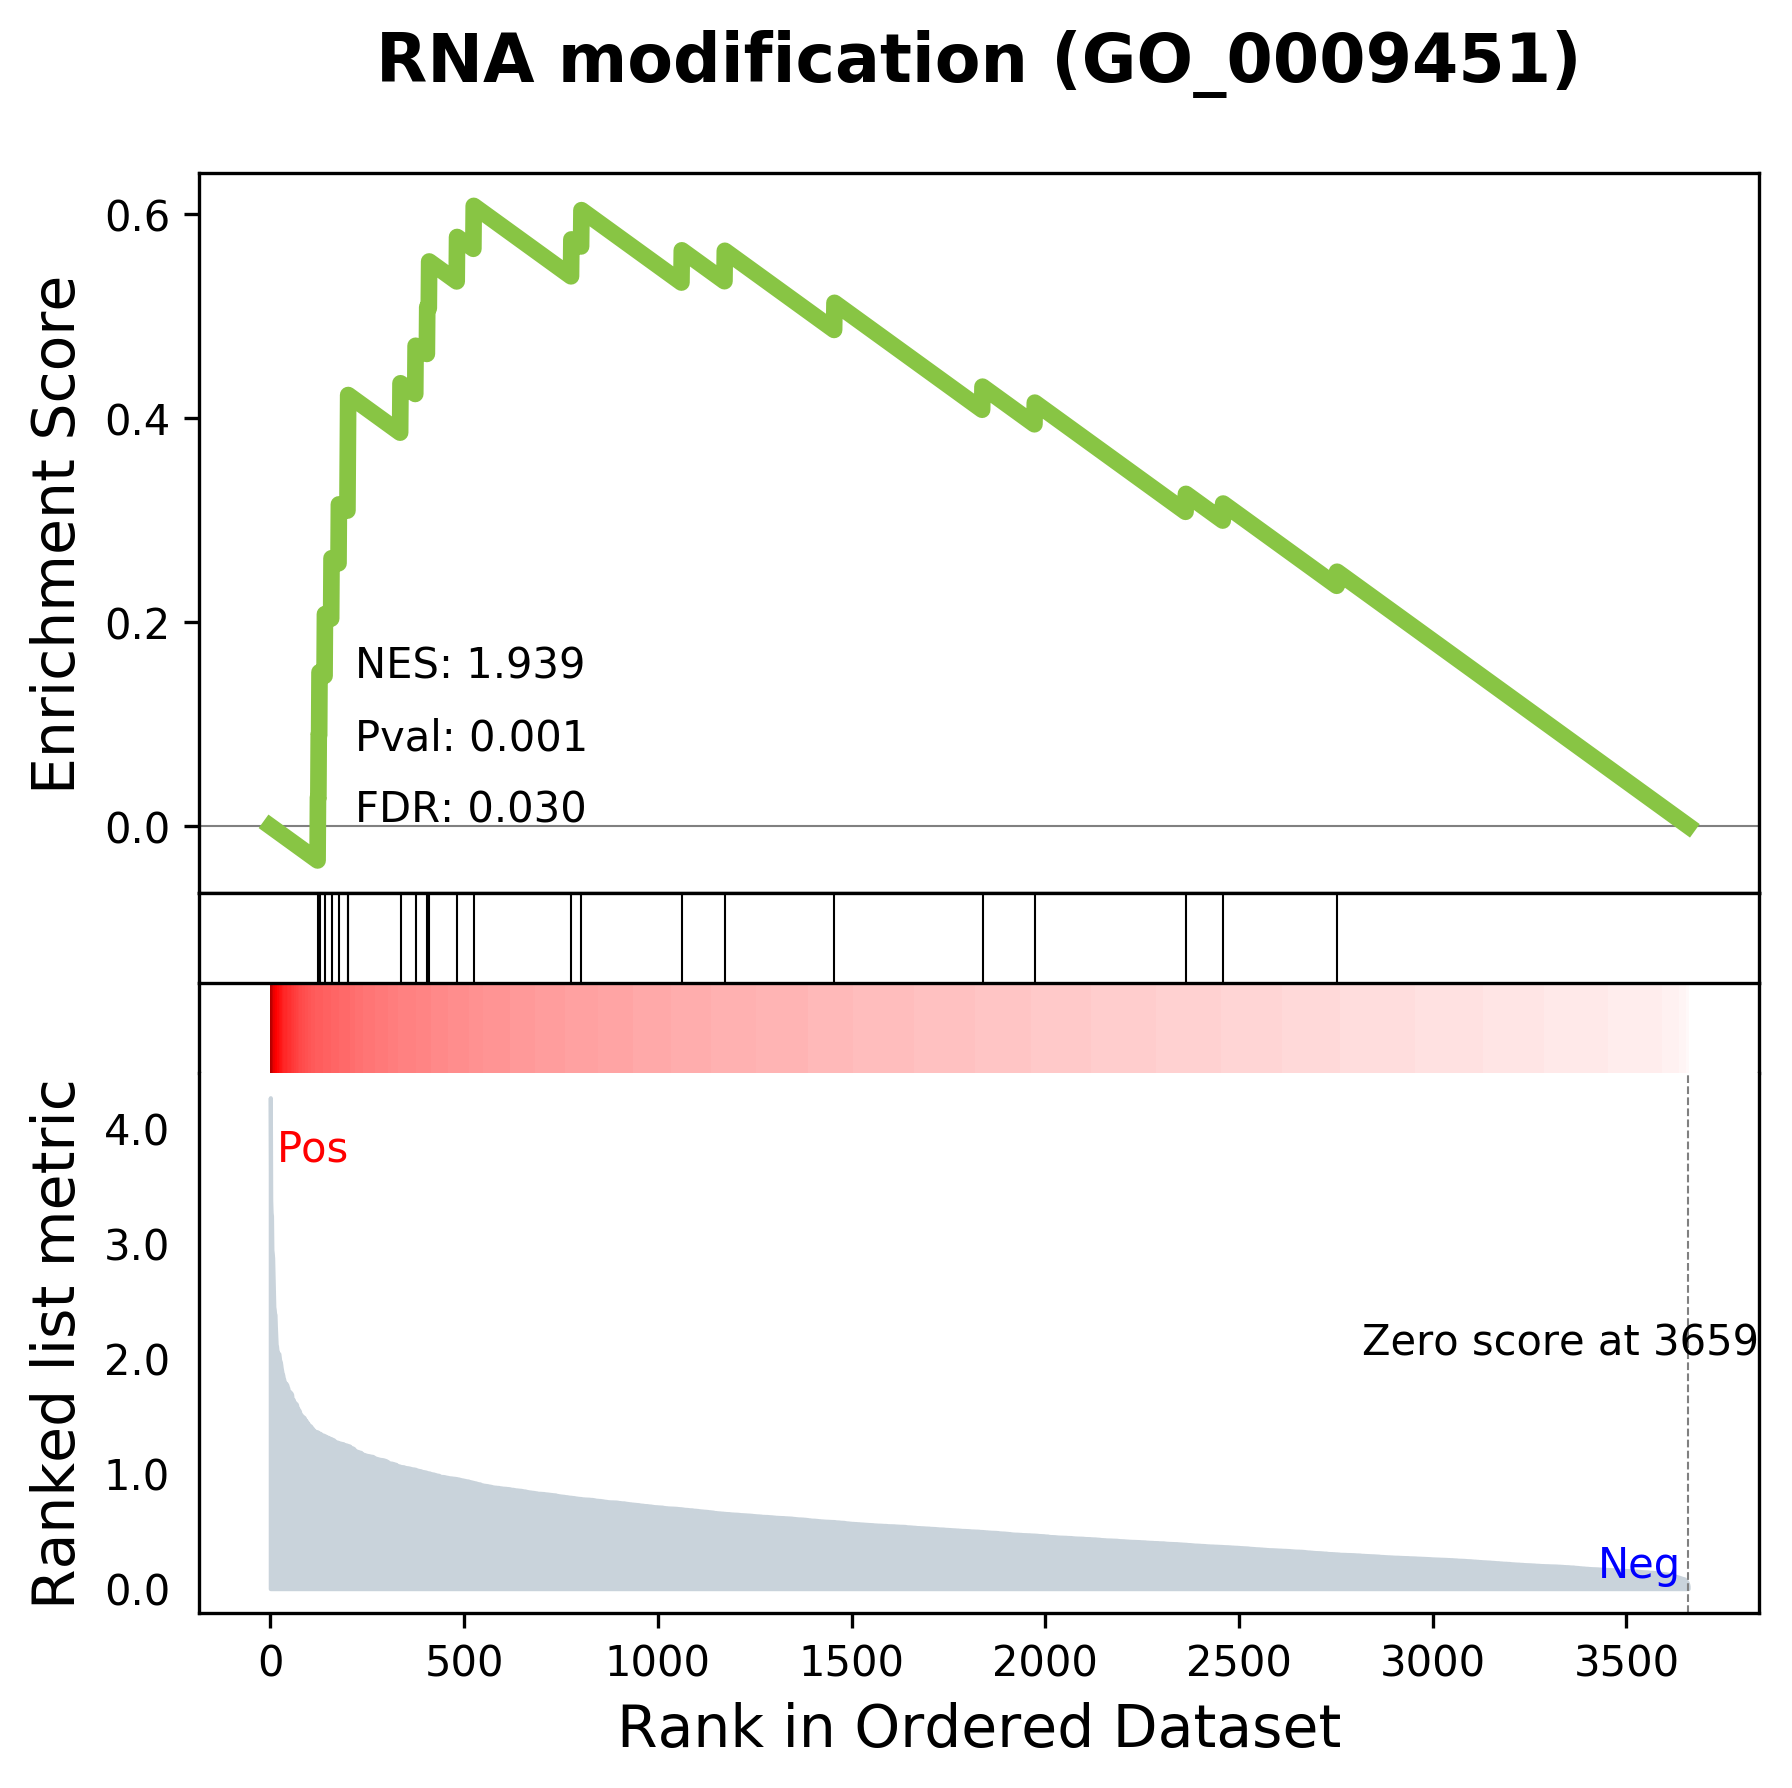 RNA modification (GO_0009451)
Enrichment Score
0.6
0.4
0.2
0.0
NES: 1.939
Pval: 0.001
FDR: 0.030
Ranked list metric
4.0
3.0
2.0
1.0
0.0
Pos
Zero score at 3659
Neg
0 500 1000 1500 2000 2500 3000 3500
Rank in Ordered Dataset